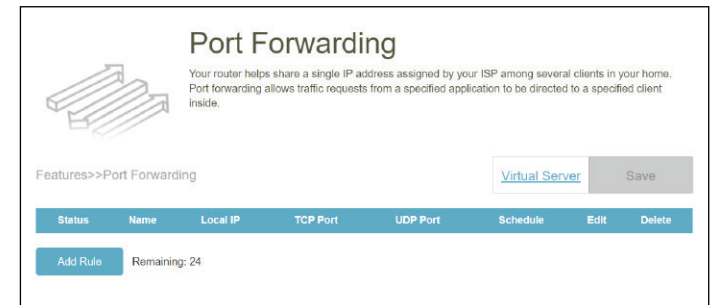 Port Forwarding
Your router helps share a single IP address assigned by your ISP among several clients in your home.
Port forwarding allows traffic requests from a specified application to be directed to a specified client
inside.
Features>>Port Forwarding
Virtual Server Save
Status Name Local IP TCP Port UDP Port Schedule Edit Delete
Add Rule Remaining: 24